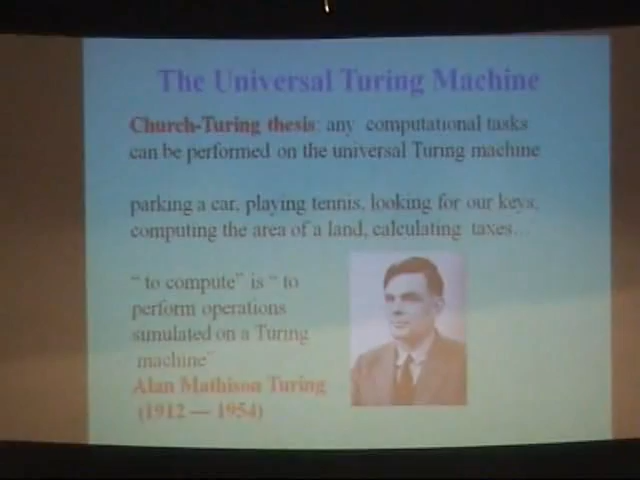 The Universal Turing Machine
Church-Turing thesis: any computational tasks
can be performed on the universal Turing machine
parking a car, playing tennis, looking for our keys,
computing the area of a land, calculating taxes...
" to compute" is " to
perform operations
simulated on a Turing
machine"
Alan Mathison Turing
(1912 — 1954)